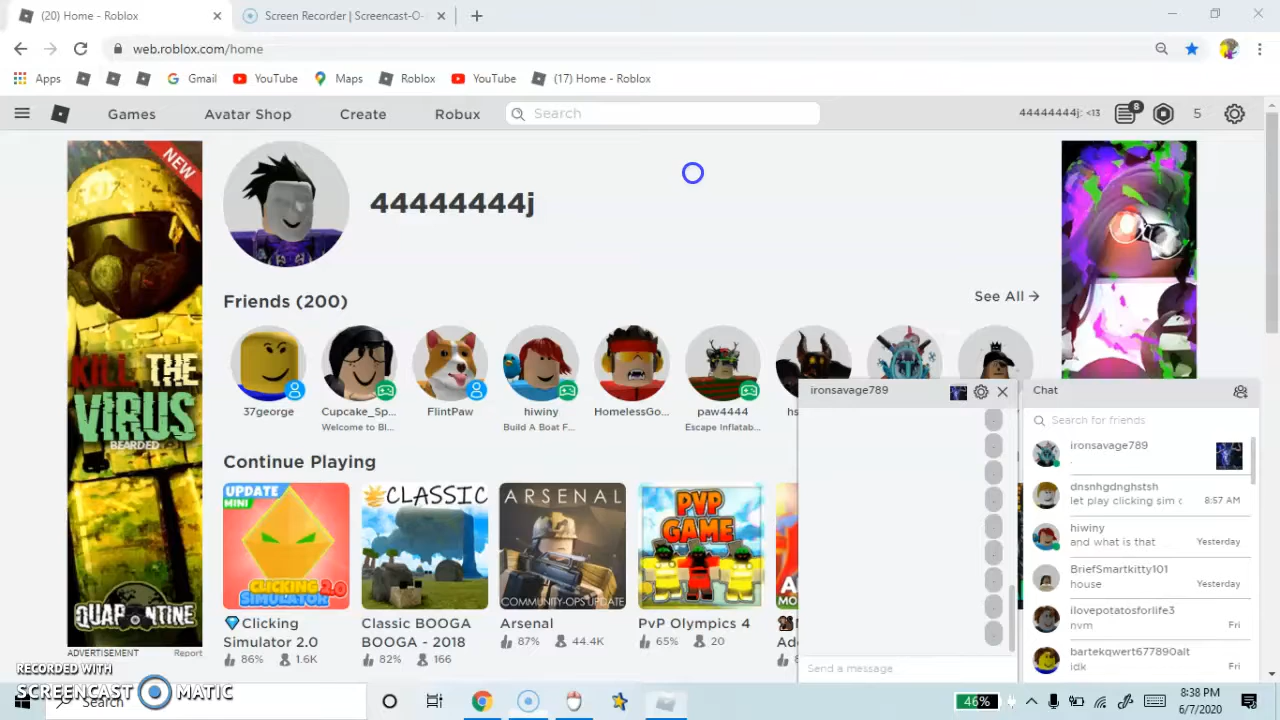 (20) Home - Roblox
Screen Recorder | Screencast-O-
web.roblox.com/home
Apps Gmail YouTube Maps Roblox YouTube (17) Home - Roblox
Games Avatar Shop Create Robux Search 44444444j: <13 8 5
NEW
44444444j
Friends (200) See All →
37george Cupcake_Sp... FlintPaw hiwiny HomelessGo... paw4444
Welcome to Bl... Build A Boat F... Escape Inflatab...
KILL THE
VIRUS
BEARDED
QUARANTINE
ADVERTISEMENT Report
Continue Playing
UPDATE
MINI
CLICKING
SIMULATOR 2.0
CLASSIC
ARSENAL
COMMUNITY-OPS UPDATE
PVP
GAME
Clicking
Simulator 2.0
86% 1.6K
Classic BOOGA
BOOGA - 2018
82% 166
Arsenal
87% 44.4K
PvP Olympics 4
65% 20
ironsavage789
Send a message
Chat
Search for friends
ironsavage789
.
dnsnhgdnghstsh
let play clicking sim c 8:57 AM
hiwiny
and what is that Yesterday
BriefSmartkitty101
house Yesterday
ilovepotatosforlife3
nvm Fri
bartekqwert677890alt
idk Fri
RECORDED WITH
SCREENCAST MATIC
Search
46%
8:38 PM
6/7/2020